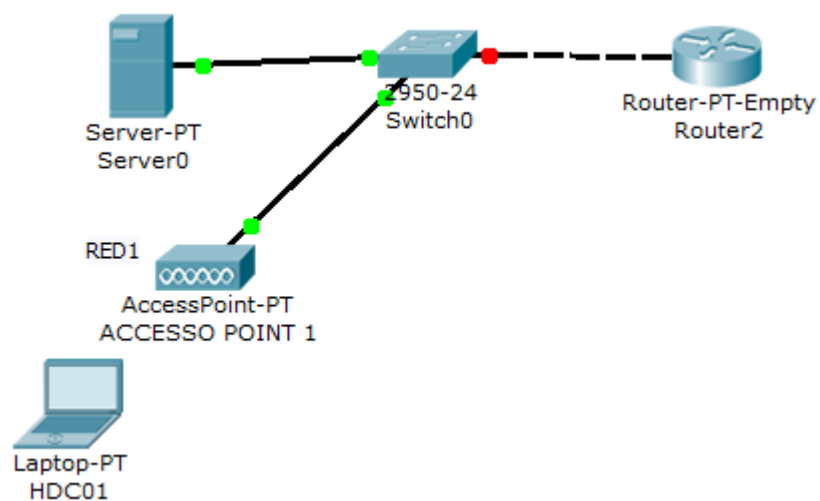 Server-PT
Server0
2950-24
Switch0
Router-PT-Empty
Router2
RED1
AccessPoint-PT
ACCESSO POINT 1
Laptop-PT
HDC01